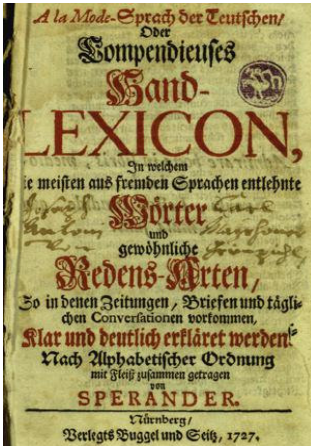 A la Mode-Sprach der Teutschen/
Oder
Compendieuses
Hand-
LEXICON,
In welchem
ie meisten aus fremden Sprachen entlehnte
Wörter
und
gewöhnliche
Redens-Arten,
So in denen Zeitungen, Briefen und tägli-
chen Conversationen vorkommen,
Klar und deutlich erkläret werden.
Nach Alphabetischer Ordnung
mit Fleiß zusammen getragen
von
SPERANDER.
Nürnberg/
Verlegts Buggel und Seitz, 1727.